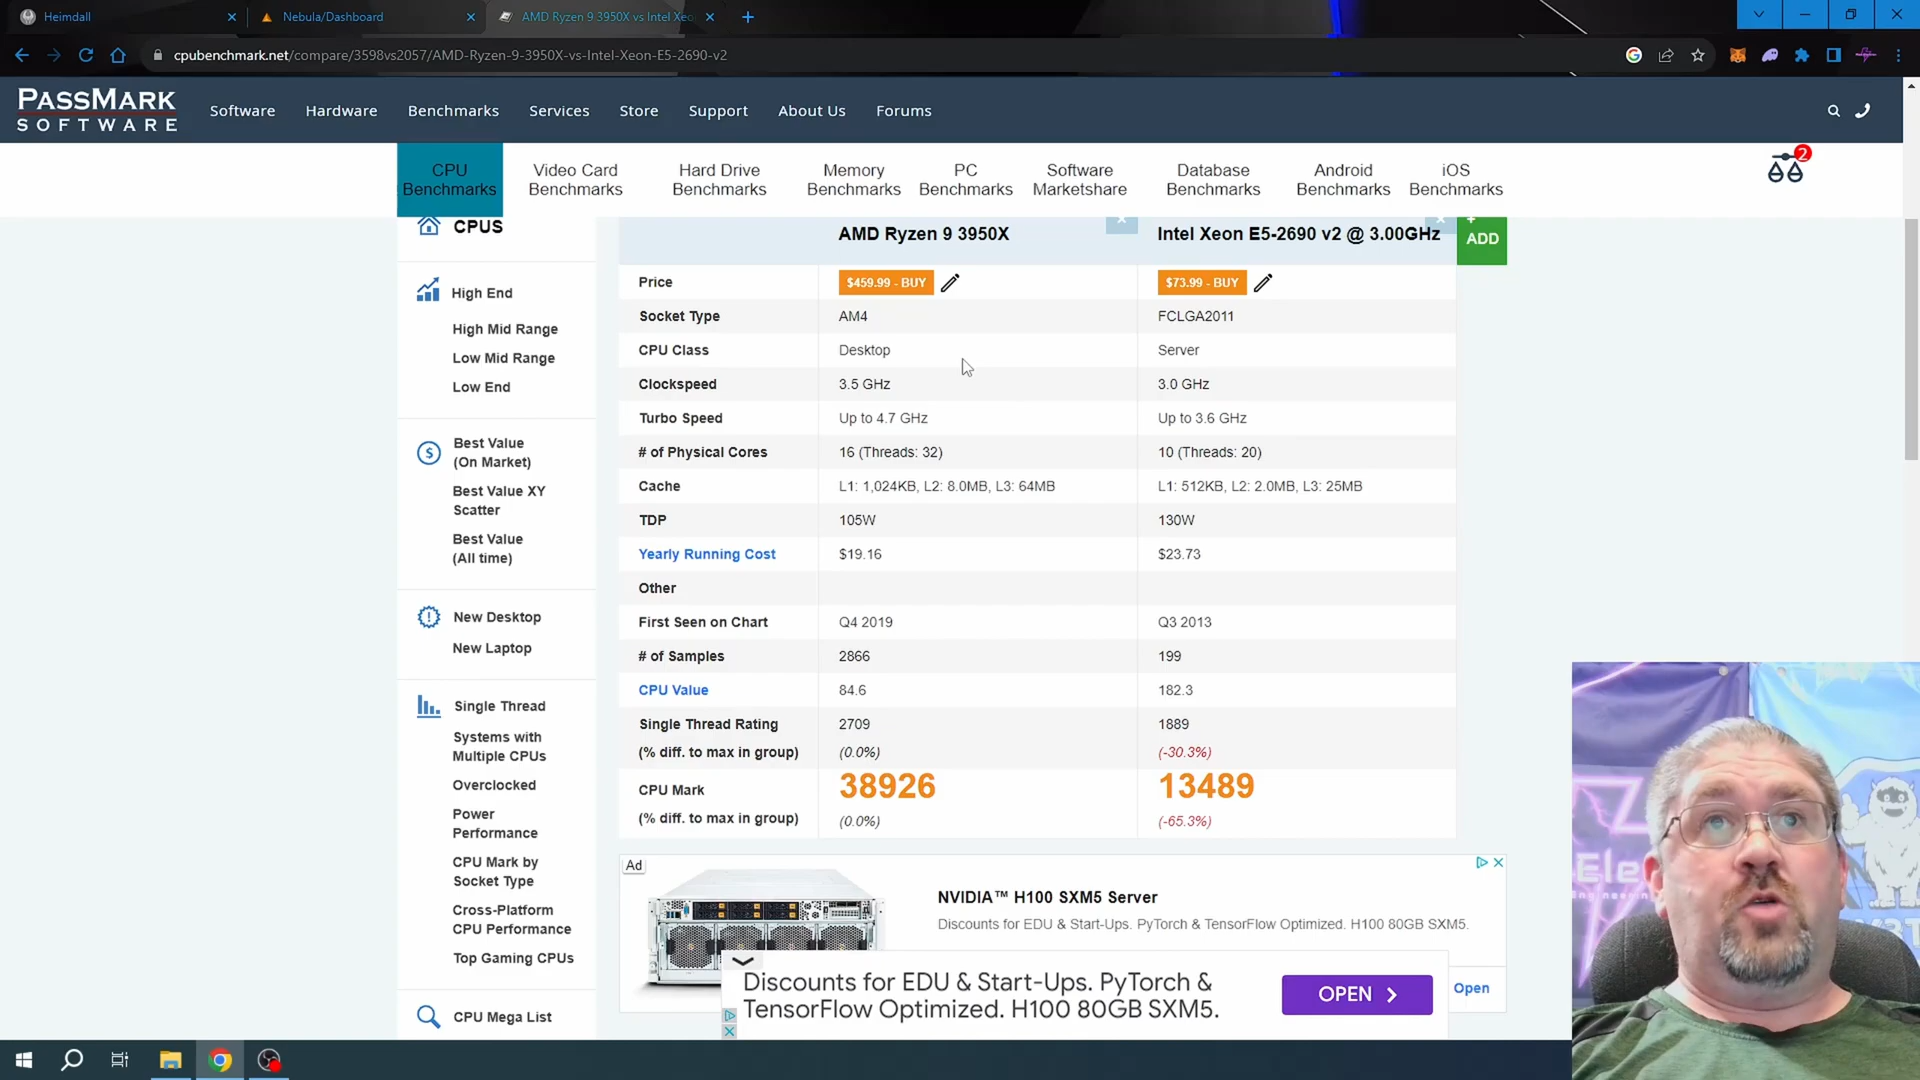 Heimdall
Nebula/Dashboard
AMD Ryzen 9 3950X vs Intel Xeo
cpubenchmark.net/compare/3598vs2057/AMD-Ryzen-9-3950X-vs-Intel-Xeon-E5-2690-v2
PASSMARK
SOFTWARE
Software
Hardware
Benchmarks
Services
Store
Support
About Us
Forums
CPU
Benchmarks
Video Card
Benchmarks
Hard Drive
Benchmarks
Memory
Benchmarks
PC
Benchmarks
Software
Marketshare
Database
Benchmarks
Android
Benchmarks
iOS
Benchmarks
2
CPUS
High End
High Mid Range
Low Mid Range
Low End
Best Value
(On Market)
Best Value XY
Scatter
Best Value
(All time)
New Desktop
New Laptop
Single Thread
Systems with
Multiple CPUs
Overclocked
Power
Performance
CPU Mark by
Socket Type
Cross-Platform
CPU Performance
Top Gaming CPUs
CPU Mega List
AMD Ryzen 9 3950X Intel Xeon E5-2690 v2 @ 3.00GHz
+
ADD
Price $459.99 - BUY $73.99 - BUY
Socket Type AM4 FCLGA2011
CPU Class Desktop Server
Clockspeed 3.5 GHz 3.0 GHz
Turbo Speed Up to 4.7 GHz Up to 3.6 GHz
# of Physical Cores 16 (Threads: 32) 10 (Threads: 20)
Cache L1: 1,024KB, L2: 8.0MB, L3: 64MB L1: 512KB, L2: 2.0MB, L3: 25MB
TDP 105W 130W
Yearly Running Cost $19.16 $23.73
Other
First Seen on Chart Q4 2019 Q3 2013
# of Samples 2866 199
CPU Value 84.6 182.3
Single Thread Rating 2709 1889
(% diff. to max in group) (0.0%) (-30.3%)
CPU Mark 38926 13489
(% diff. to max in group) (0.0%) (-65.3%)
Ad
NVIDIA™ H100 SXM5 Server
Discounts for EDU & Start-Ups. PyTorch & TensorFlow Optimized. H100 80GB SXM5.
Open
Discounts for EDU & Start-Ups. PyTorch &
TensorFlow Optimized. H100 80GB SXM5.
OPEN